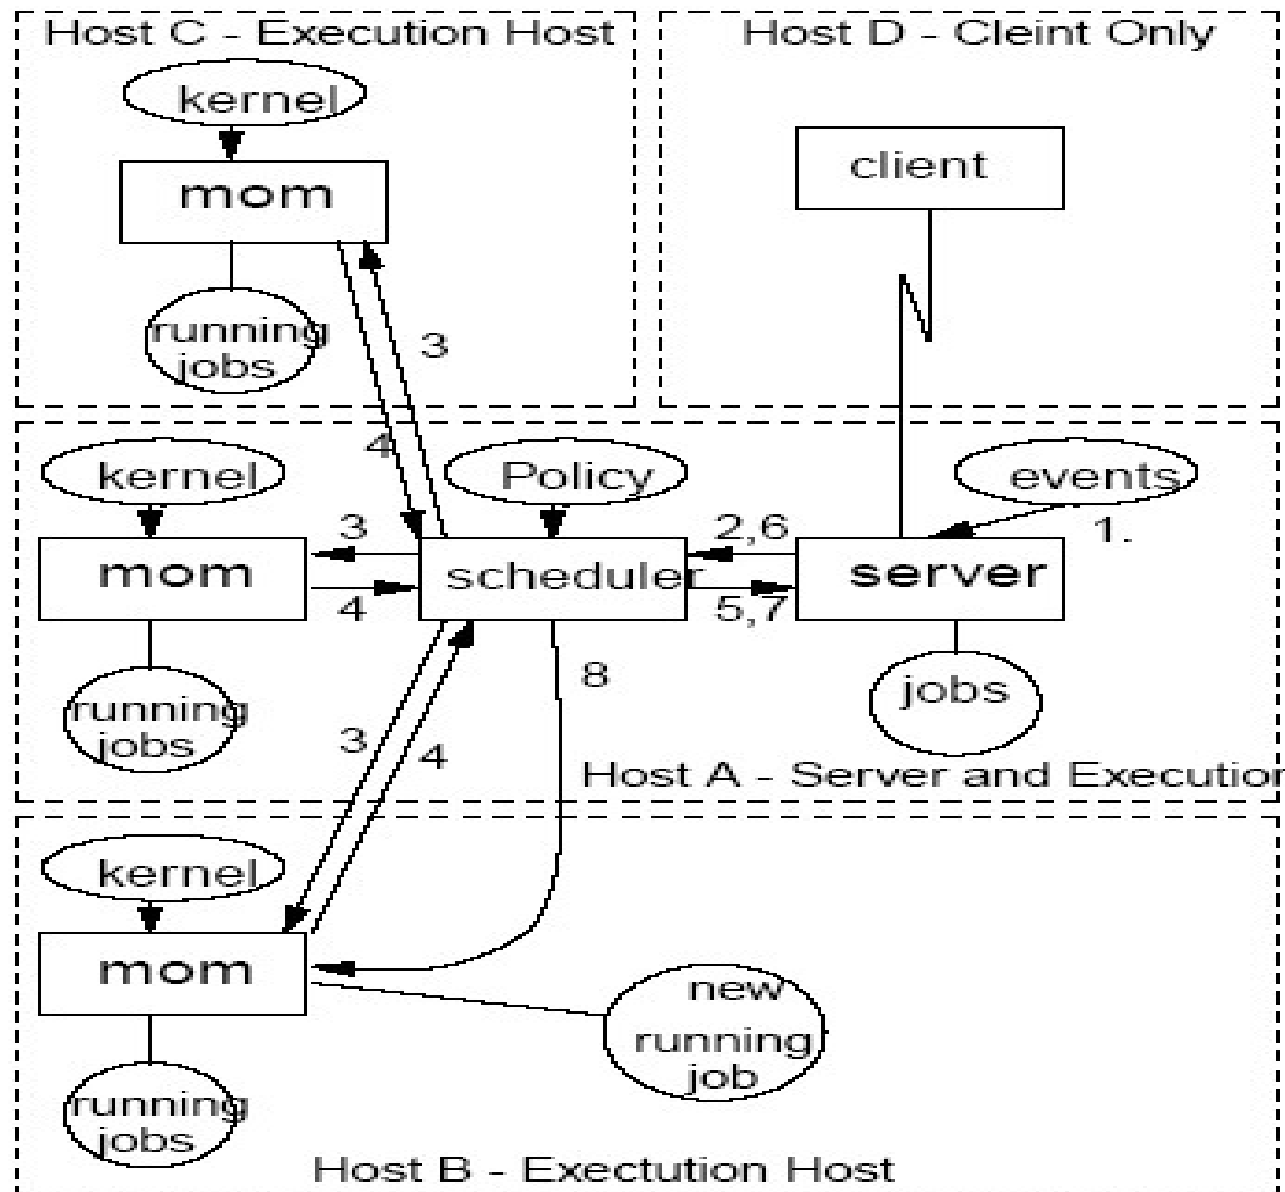 Host C - Execution Host
kernel
mom
running
jobs
3
4
Host D - Cleint Only
client
kernel
mom
running
jobs
3
4
Policy
scheduler
2,6
5,7
events
1.
server
jobs
8
3
4
Host A - Server and Execution
kernel
mom
running
jobs
new
running
job
Host B - Exectution Host